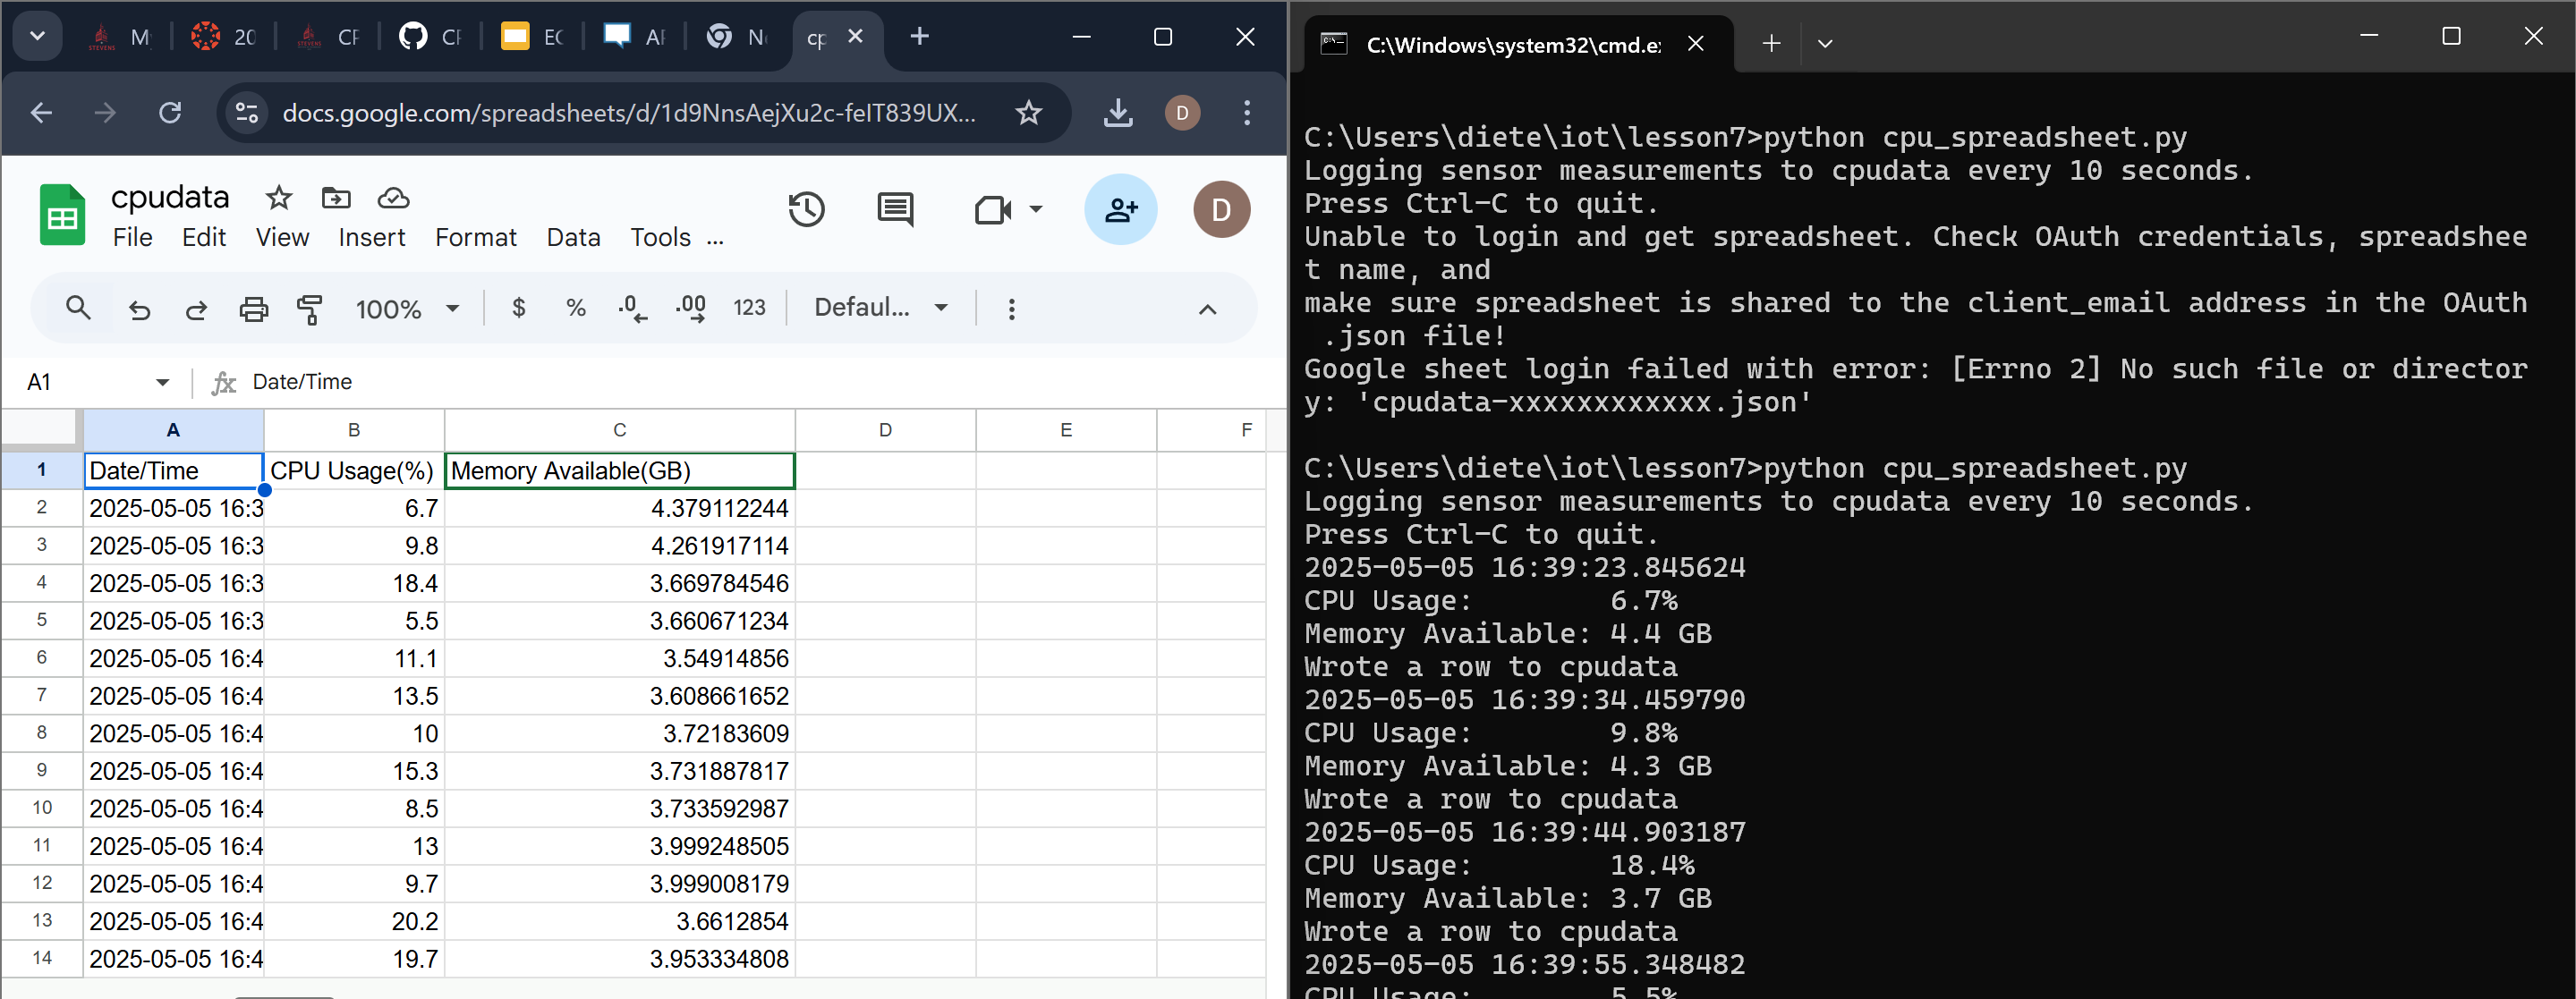 M
20
CF
CF
EC
AF
N
cp
docs.google.com/spreadsheets/d/1d9NnsAejXu2c-feIT839UX...
D
cpudata
D
File Edit View Insert Format Data Tools ...
100% $ % .0 .00 123 Defaul...
A1 fx Date/Time
A B C D E F
1 Date/Time CPU Usage(%) Memory Available(GB)
2 2025-05-05 16:3 6.7 4.379112244
3 2025-05-05 16:3 9.8 4.261917114
4 2025-05-05 16:3 18.4 3.669784546
5 2025-05-05 16:3 5.5 3.660671234
6 2025-05-05 16:4 11.1 3.54914856
7 2025-05-05 16:4 13.5 3.608661652
8 2025-05-05 16:4 10 3.72183609
9 2025-05-05 16:4 15.3 3.731887817
10 2025-05-05 16:4 8.5 3.733592987
11 2025-05-05 16:4 13 3.999248505
12 2025-05-05 16:4 9.7 3.999008179
13 2025-05-05 16:4 20.2 3.6612854
14 2025-05-05 16:4 19.7 3.953334808
C:\Windows\system32\cmd.e
C:\Users\diete\iot\lesson7>python cpu_spreadsheet.py
Logging sensor measurements to cpudata every 10 seconds.
Press Ctrl-C to quit.
Unable to login and get spreadsheet. Check OAuth credentials, spreadshee
t name, and
make sure spreadsheet is shared to the client_email address in the OAuth
.json file!
Google sheet login failed with error: [Errno 2] No such file or director
y: 'cpudata-xxxxxxxxxxxx.json'
C:\Users\diete\iot\lesson7>python cpu_spreadsheet.py
Logging sensor measurements to cpudata every 10 seconds.
Press Ctrl-C to quit.
2025-05-05 16:39:23.845624
CPU Usage: 6.7%
Memory Available: 4.4 GB
Wrote a row to cpudata
2025-05-05 16:39:34.459790
CPU Usage: 9.8%
Memory Available: 4.3 GB
Wrote a row to cpudata
2025-05-05 16:39:44.903187
CPU Usage: 18.4%
Memory Available: 3.7 GB
Wrote a row to cpudata
2025-05-05 16:39:55.348482
CPU Usage: 5.5%